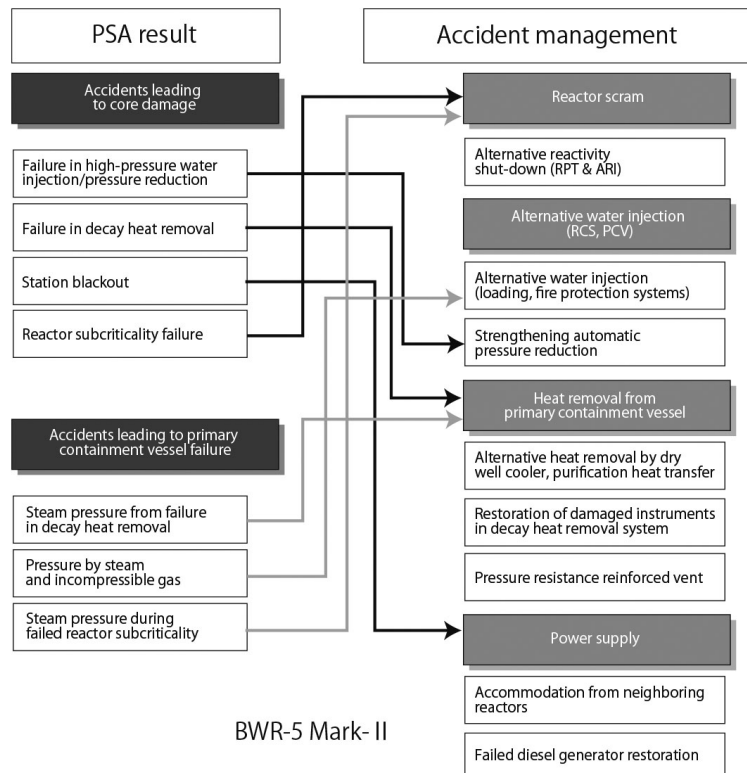 PSA result
Accidents leading
to core damage
Failure in high-pressure water
injection/pressure reduction
Failure in decay heat removal
Station blackout
Reactor subcriticality failure
Accidents leading to primary
containment vessel failure
Steam pressure from failure
in decay heat removal
Pressure by steam
and incompressible gas
Steam pressure during
failed reactor subcriticality
Accident management
Reactor scram
Alternative reactivity
shut-down (RPT & ARI)
Alternative water injection
(RCS, PCV)
Alternative water injection
(loading, fire protection systems)
Strengthening automatic
pressure reduction
Heat removal from
primary containment vessel
Alternative heat removal by dry
well cooler, purification heat transfer
Restoration of damaged instruments
in decay heat removal system
Pressure resistance reinforced vent
Power supply
Accommodation from neighboring
reactors
Failed diesel generator restoration
BWR-5 Mark-II